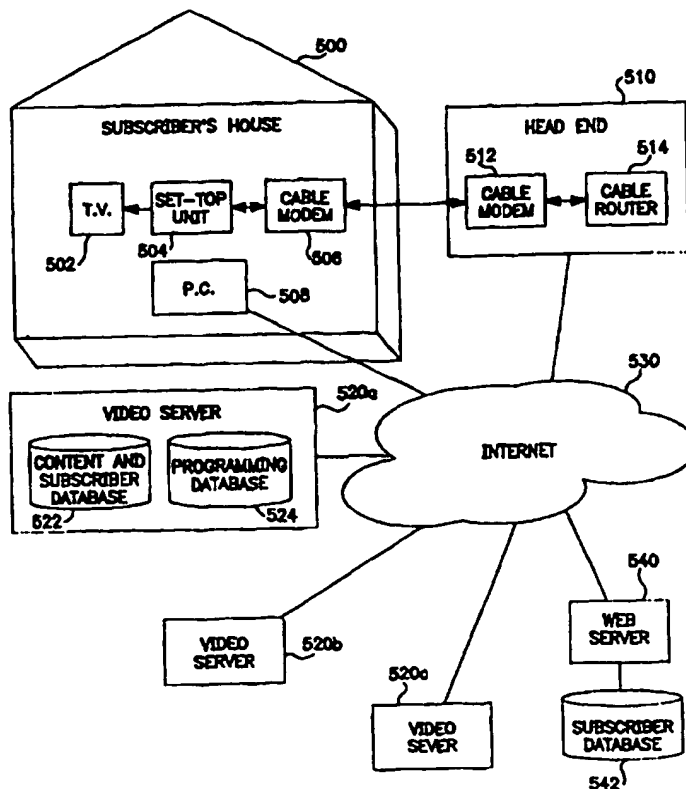 500
510
SUBSCRIBER'S HOUSE
HEAD END
512
514
T.V.
SET-TOP
UNIT
CABLE
MODEM
CABLE
MODEM
CABLE
ROUTER
502
504
506
P.C.
508
520a
530
VIDEO SERVER
CONTENT AND
SUBSCRIBER
DATABASE
PROGRAMMING
DATABASE
INTERNET
522
524
540
WEB
SERVER
VIDEO
SERVER
520b
520c
VIDEO
SEVER
SUBSCRIBER
DATABASE
542